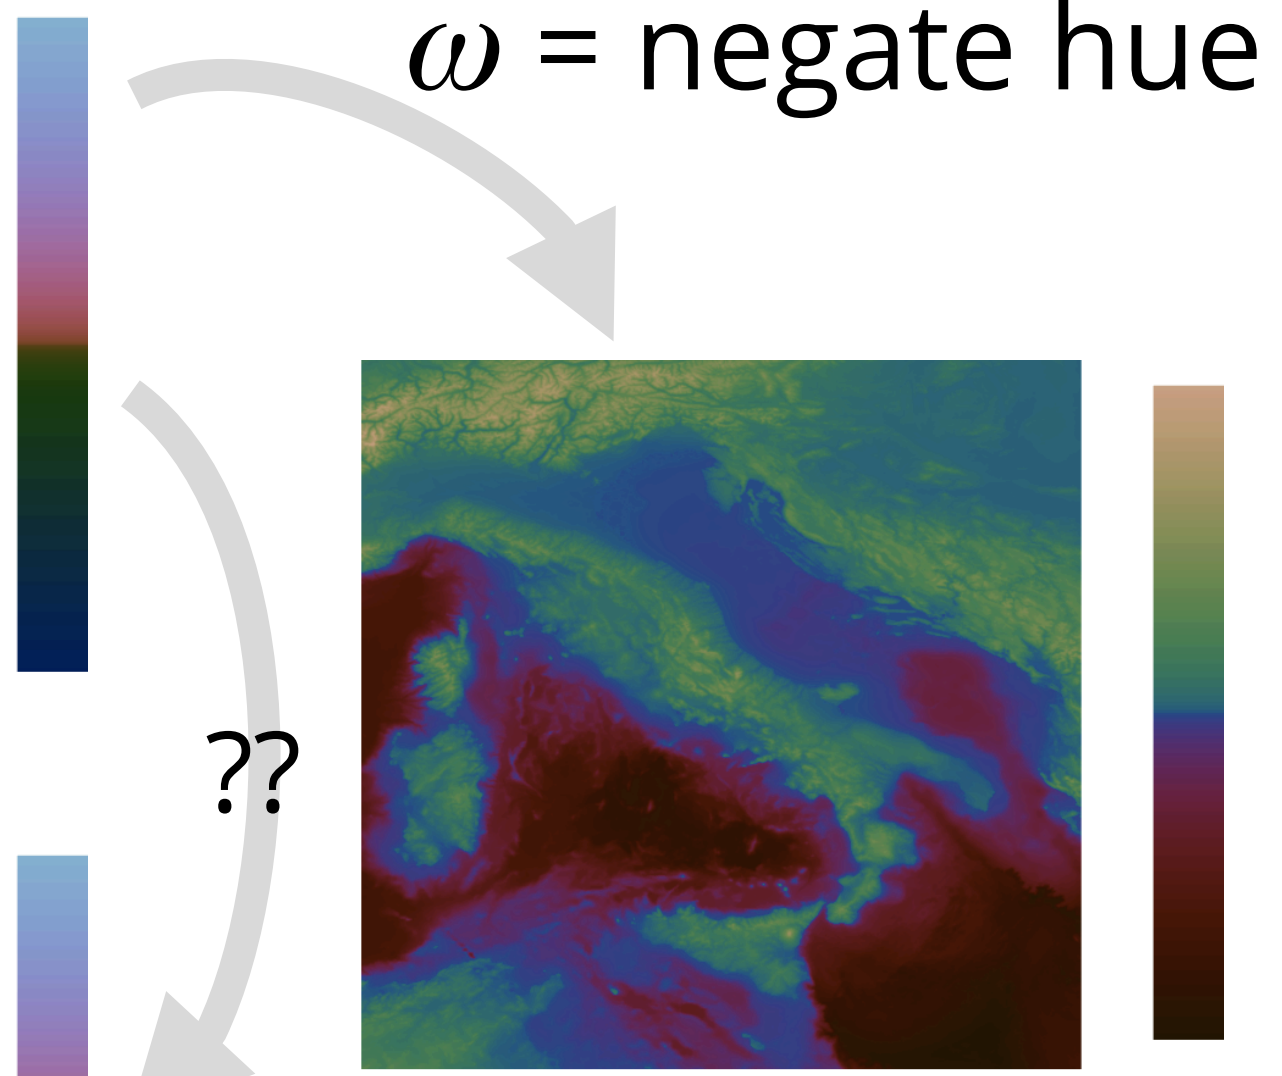 ω = negate hue
??